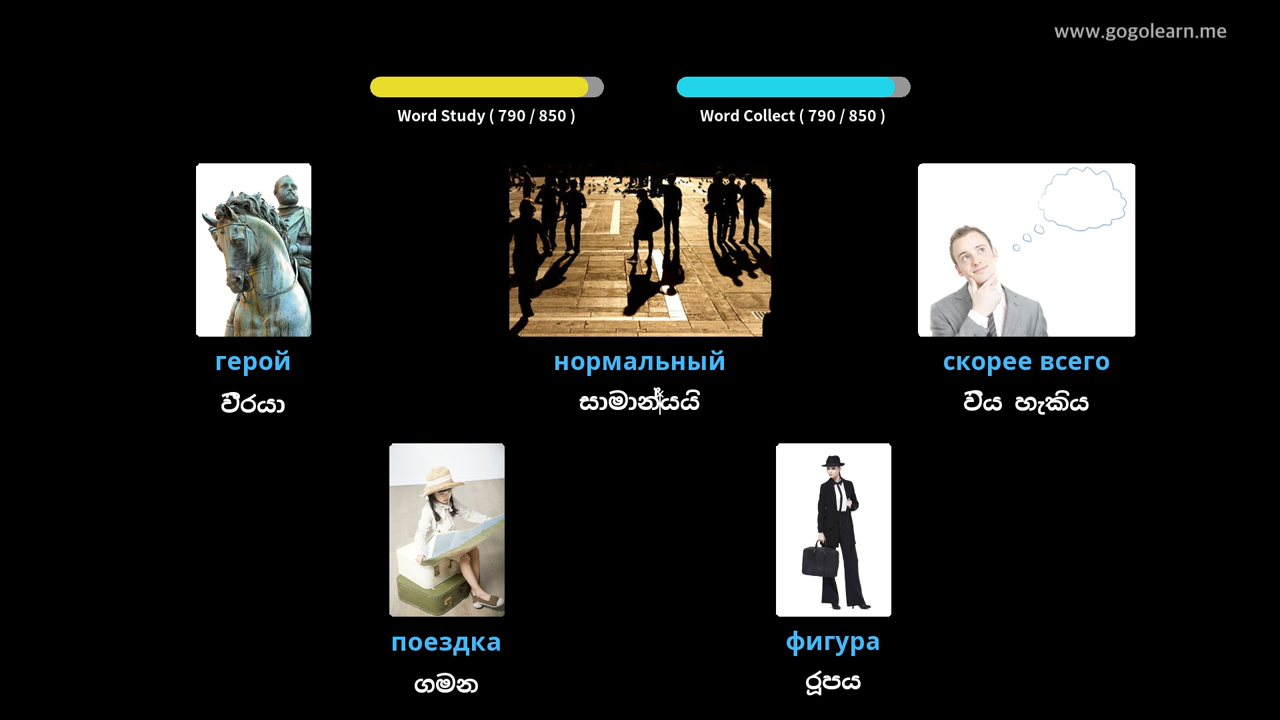 www.gogolearn.me
Word Study ( 790 / 850 )
Word Collect ( 790 / 850 )
герой
වීරයා
нормальный
සාමාන්‍යයි
скорее всего
විය හැකිය
поездка
ගමන
фигура
රූපය